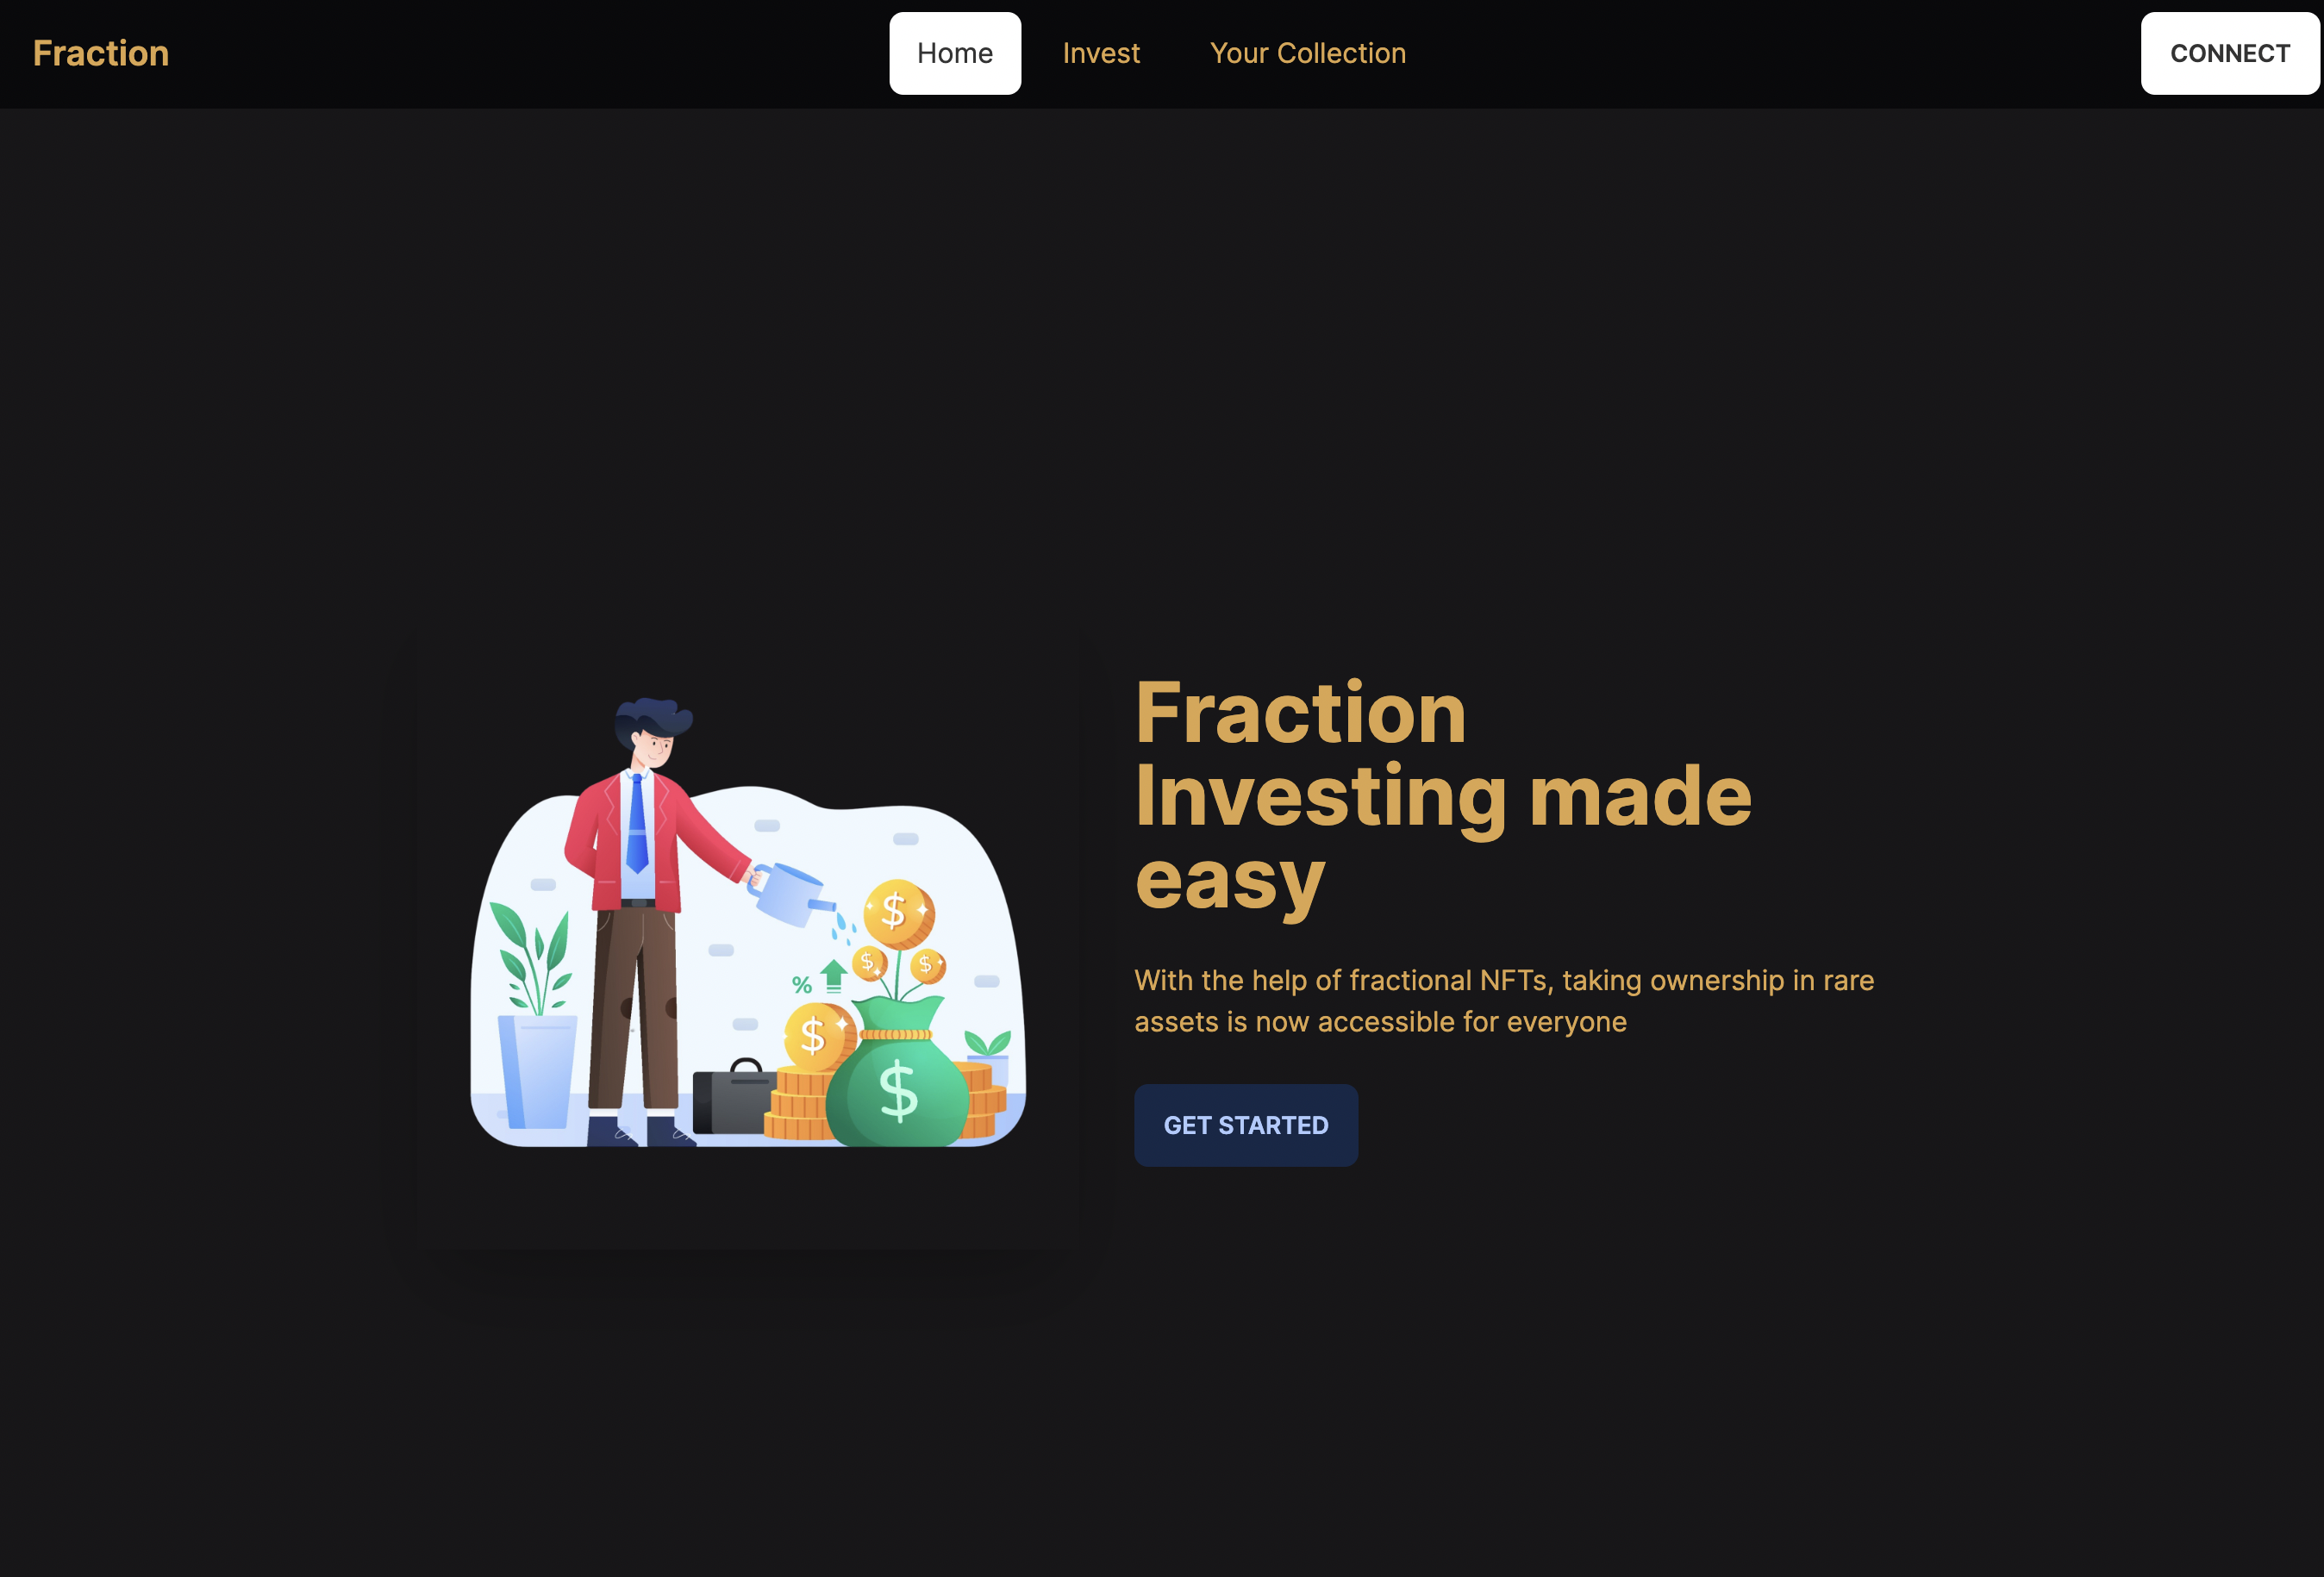 Fraction
Home
Invest
Your Collection
CONNECT
Fraction
Investing made
easy
With the help of fractional NFTs, taking ownership in rare
assets is now accessible for everyone
GET STARTED
$
$
$
%
$
$